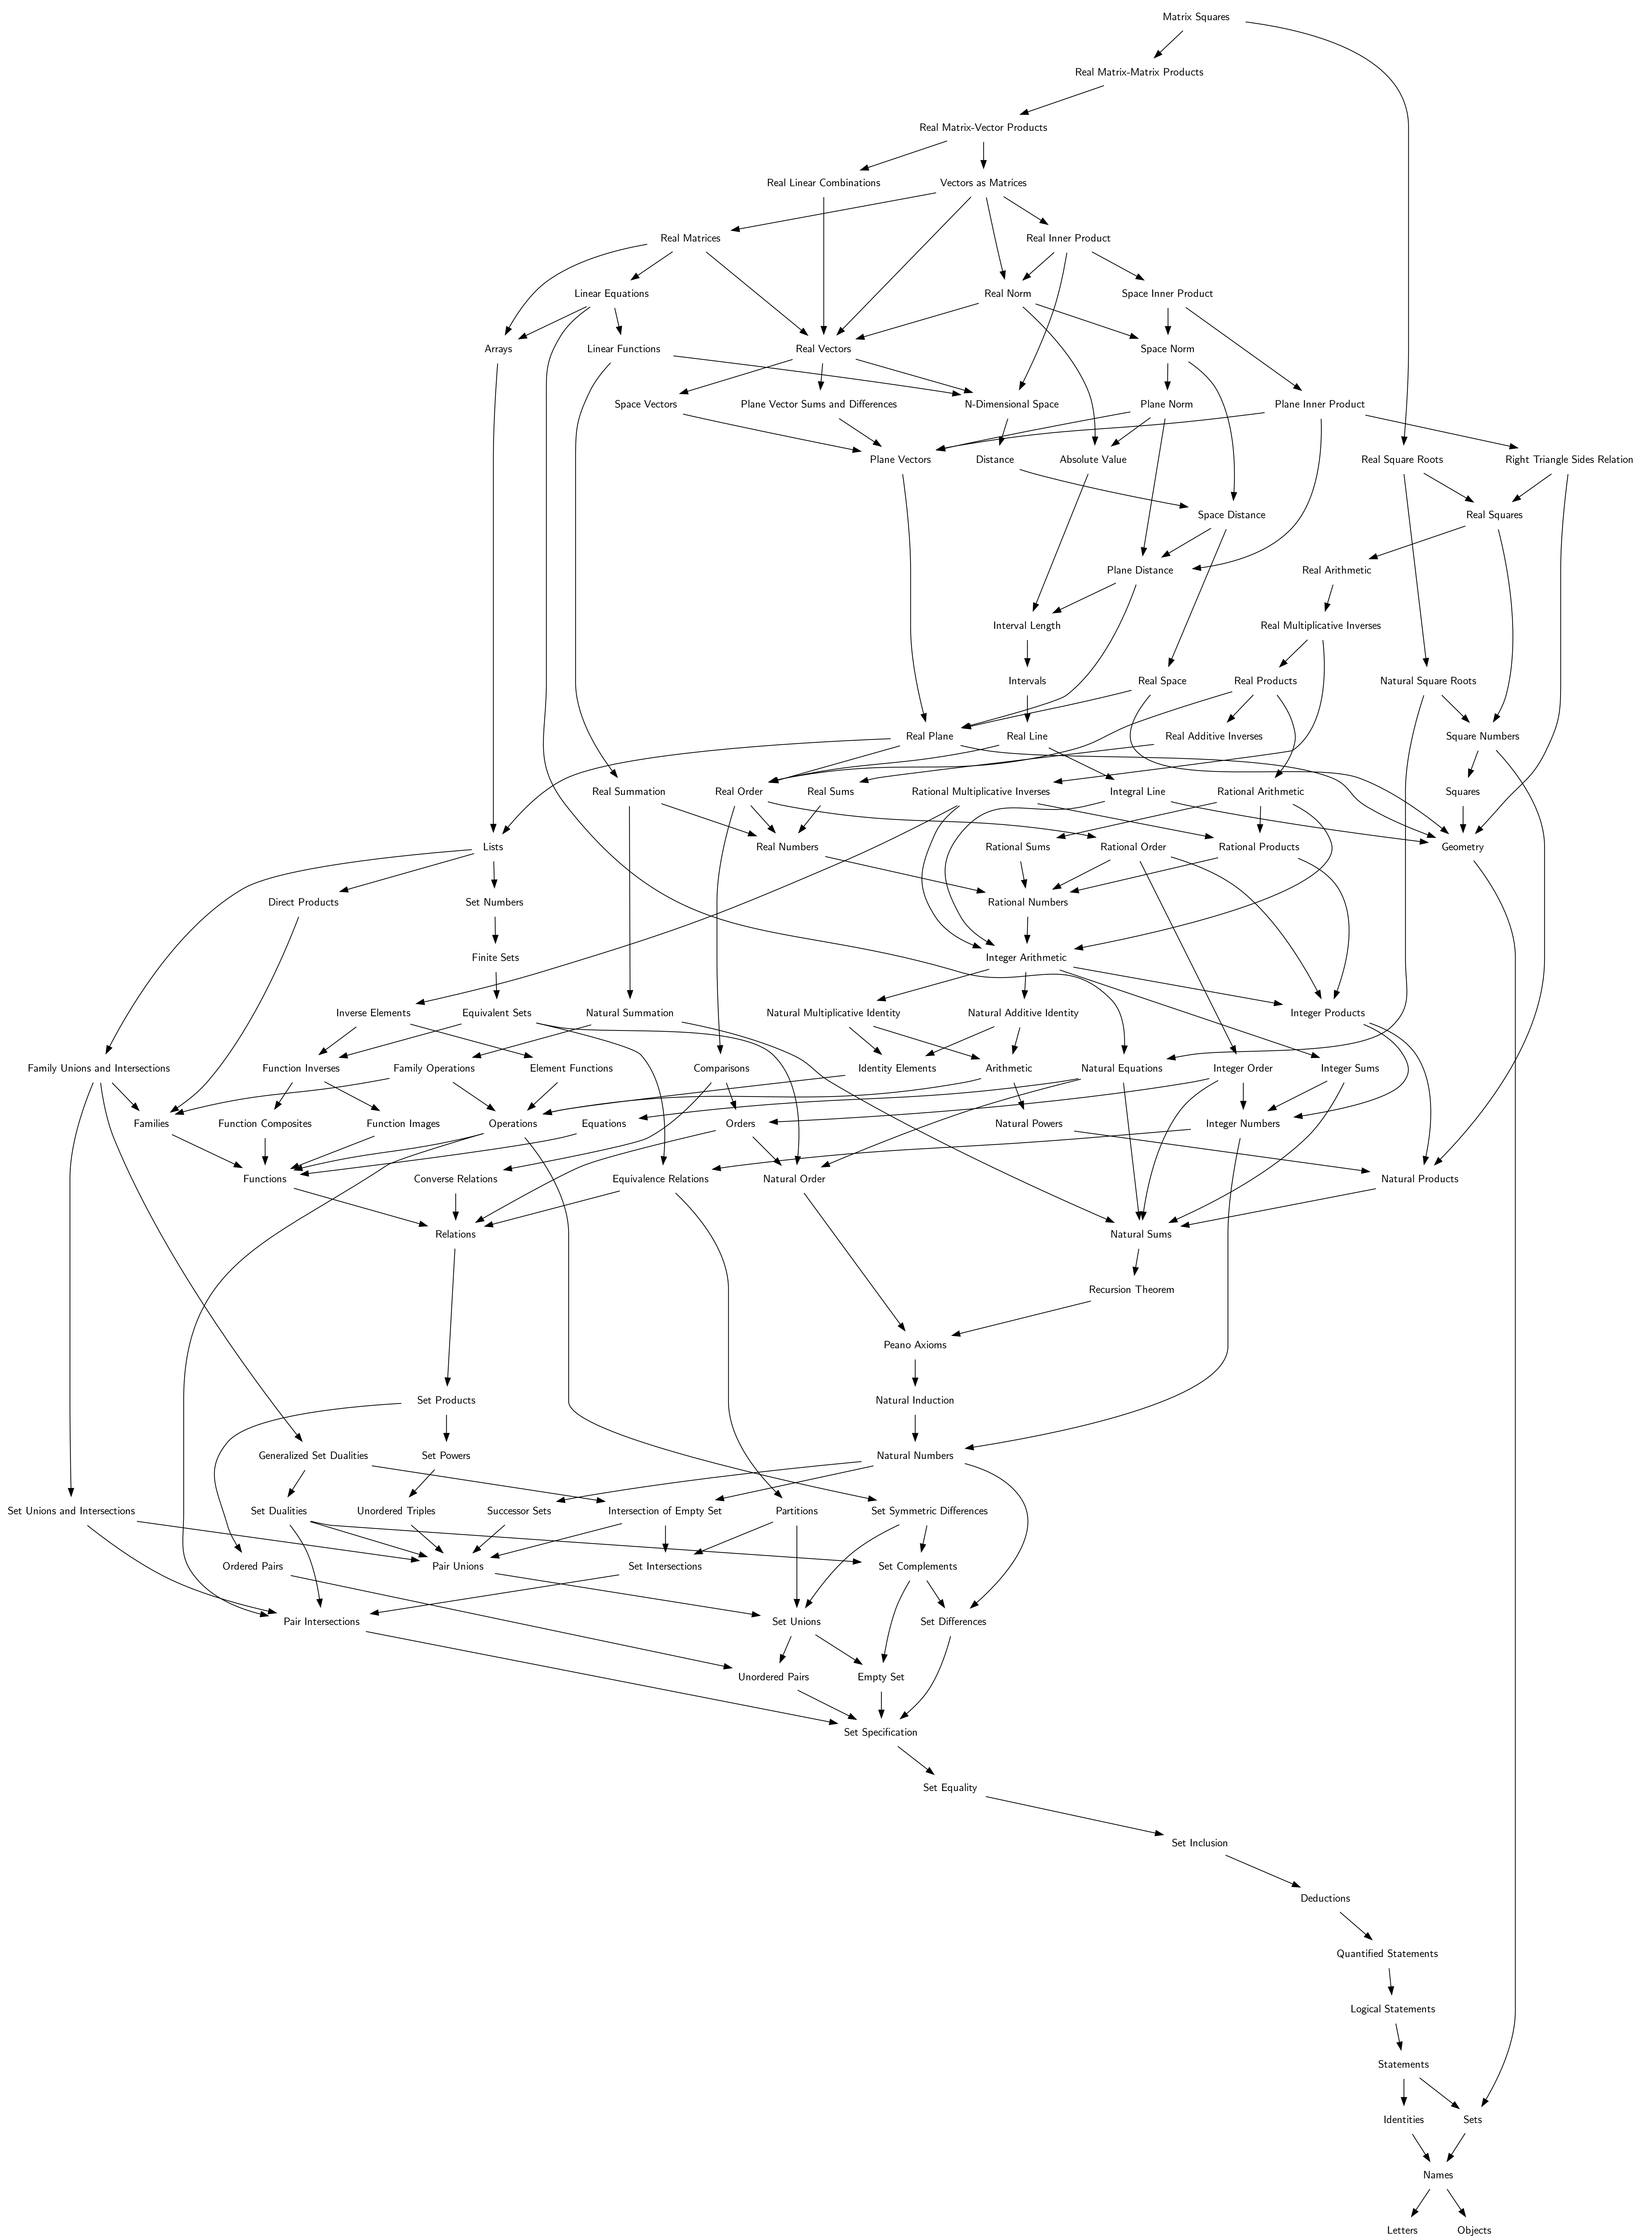 Matrix Squares
Real Matrix-Matrix Products
Real Matrix-Vector Products
Real Linear Combinations
Vectors as Matrices
Real Matrices
Real Inner Product
Linear Equations
Real Norm
Space Inner Product
Arrays
Linear Functions
Real Vectors
Space Norm
Space Vectors
Plane Vector Sums and Differences
N-Dimensional Space
Plane Norm
Plane Inner Product
Plane Vectors
Distance
Absolute Value
Real Square Roots
Right Triangle Sides Relation
Space Distance
Real Squares
Plane Distance
Real Arithmetic
Interval Length
Real Multiplicative Inverses
Intervals
Real Space
Real Products
Natural Square Roots
Real Plane
Real Line
Real Additive Inverses
Square Numbers
Real Summation
Real Order
Real Sums
Rational Multiplicative Inverses
Integral Line
Rational Arithmetic
Squares
Lists
Real Numbers
Rational Sums
Rational Order
Rational Products
Geometry
Direct Products
Set Numbers
Rational Numbers
Finite Sets
Integer Arithmetic
Inverse Elements
Equivalent Sets
Natural Summation
Natural Multiplicative Identity
Natural Additive Identity
Integer Products
Family Unions and Intersections
Function Inverses
Family Operations
Element Functions
Comparisons
Identity Elements
Arithmetic
Natural Equations
Integer Order
Integer Sums
Families
Function Composites
Function Images
Operations
Equations
Orders
Natural Powers
Integer Numbers
Functions
Converse Relations
Equivalence Relations
Natural Order
Natural Products
Relations
Natural Sums
Recursion Theorem
Peano Axioms
Set Products
Natural Induction
Generalized Set Dualities
Set Powers
Natural Numbers
Set Unions and Intersections
Set Dualities
Unordered Triples
Successor Sets
Intersection of Empty Set
Partitions
Set Symmetric Differences
Ordered Pairs
Pair Unions
Set Intersections
Set Complements
Pair Intersections
Set Unions
Set Differences
Unordered Pairs
Empty Set
Set Specification
Set Equality
Set Inclusion
Deductions
Quantified Statements
Logical Statements
Statements
Identities
Sets
Names
Letters
Objects